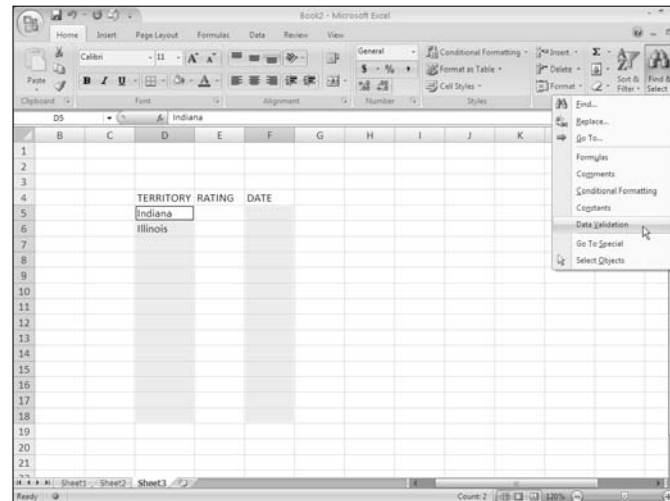 Book2 - Microsoft Excel
Home Insert Page Layout Formulas Data Review View
Calibri 11 A A General Conditional Formatting Insert Σ
Paste $ - % , Format as Table Delete Sort & Find &
B I U A Cell Styles Format Filter Select
Clipboard Font Alignment Number Styles
D5 fx Indiana
Find...
Replace...
Go To...
Formulas
Comments
Conditional Formatting
Constants
Data Validation
Go To Special
Select Objects
B C D E F G H I J K
1
2
3
4 TERRITORY RATING DATE
5 Indiana
6 Illinois
7
8
9
10
11
12
13
14
15
16
17
18
19
20
21
Sheet1 Sheet2 Sheet3
Ready Count: 2 120%